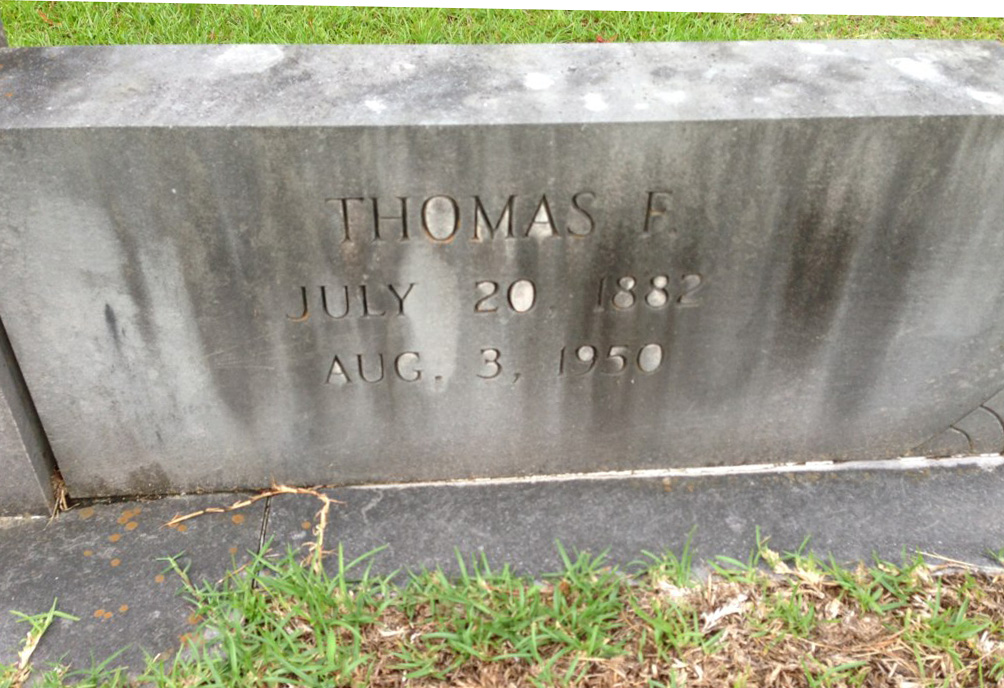 THOMAS F.
JULY 20, 1882
AUG. 3, 1950